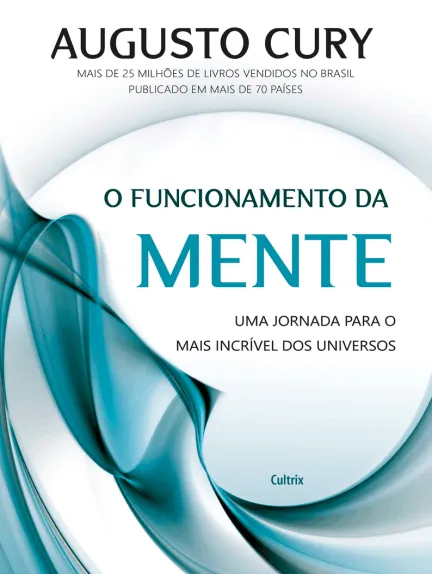 AUGUSTO CURY
MAIS DE 25 MILHÕES DE LIVROS VENDIDOS NO BRASIL
PUBLICADO EM MAIS DE 70 PAÍSES
O FUNCIONAMENTO DA
MENTE
UMA JORNADA PARA O
MAIS INCRÍVEL DOS UNIVERSOS
Cultrix